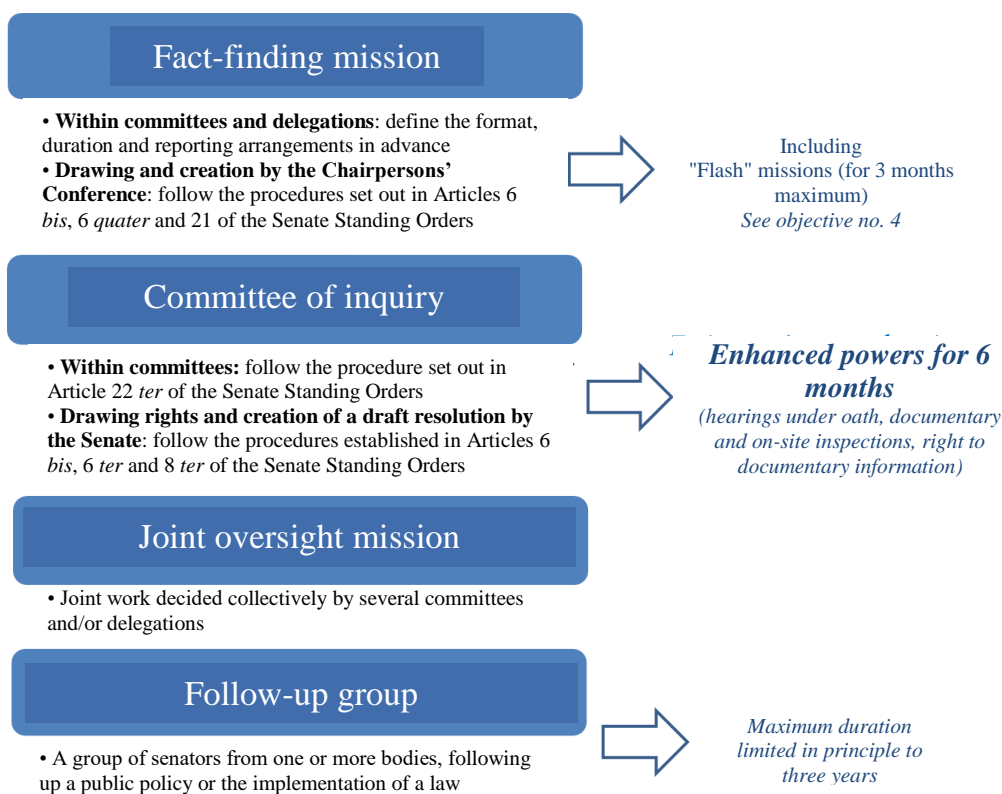 Fact-finding mission
• Within committees and delegations: define the format,
duration and reporting arrangements in advance
• Drawing and creation by the Chairpersons’
Conference: follow the procedures set out in Articles 6
bis, 6 quater and 21 of the Senate Standing Orders
Including
"Flash" missions (for 3 months
maximum)
See objective no. 4
Committee of inquiry
• Within committees: follow the procedure set out in
Article 22 ter of the Senate Standing Orders
• Drawing rights and creation of a draft resolution by
the Senate: follow the procedures established in Articles 6
bis, 6 ter and 8 ter of the Senate Standing Orders
Enhanced powers for 6
months
(hearings under oath, documentary
and on-site inspections, right to
documentary information)
Joint oversight mission
• Joint work decided collectively by several committees
and/or delegations
Follow-up group
• A group of senators from one or more bodies, following
up a public policy or the implementation of a law
Maximum duration
limited in principle to
three years